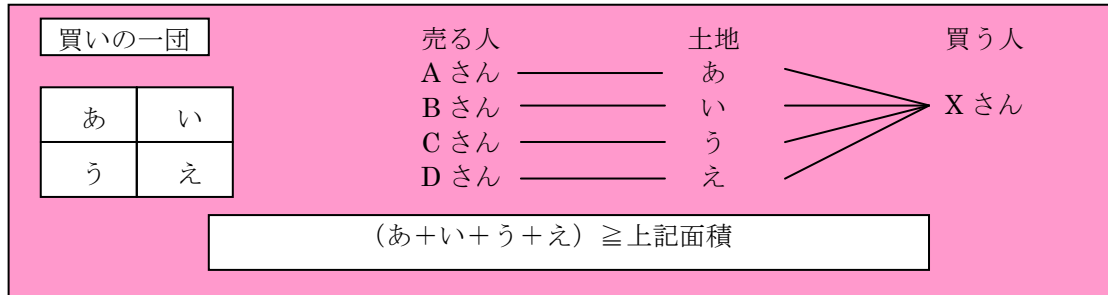 買いの一団
売る人 土地 買う人
Aさん あ
Bさん い Xさん
Cさん う
Dさん え
あ い
う え
(あ+い+う+え)≧上記面積